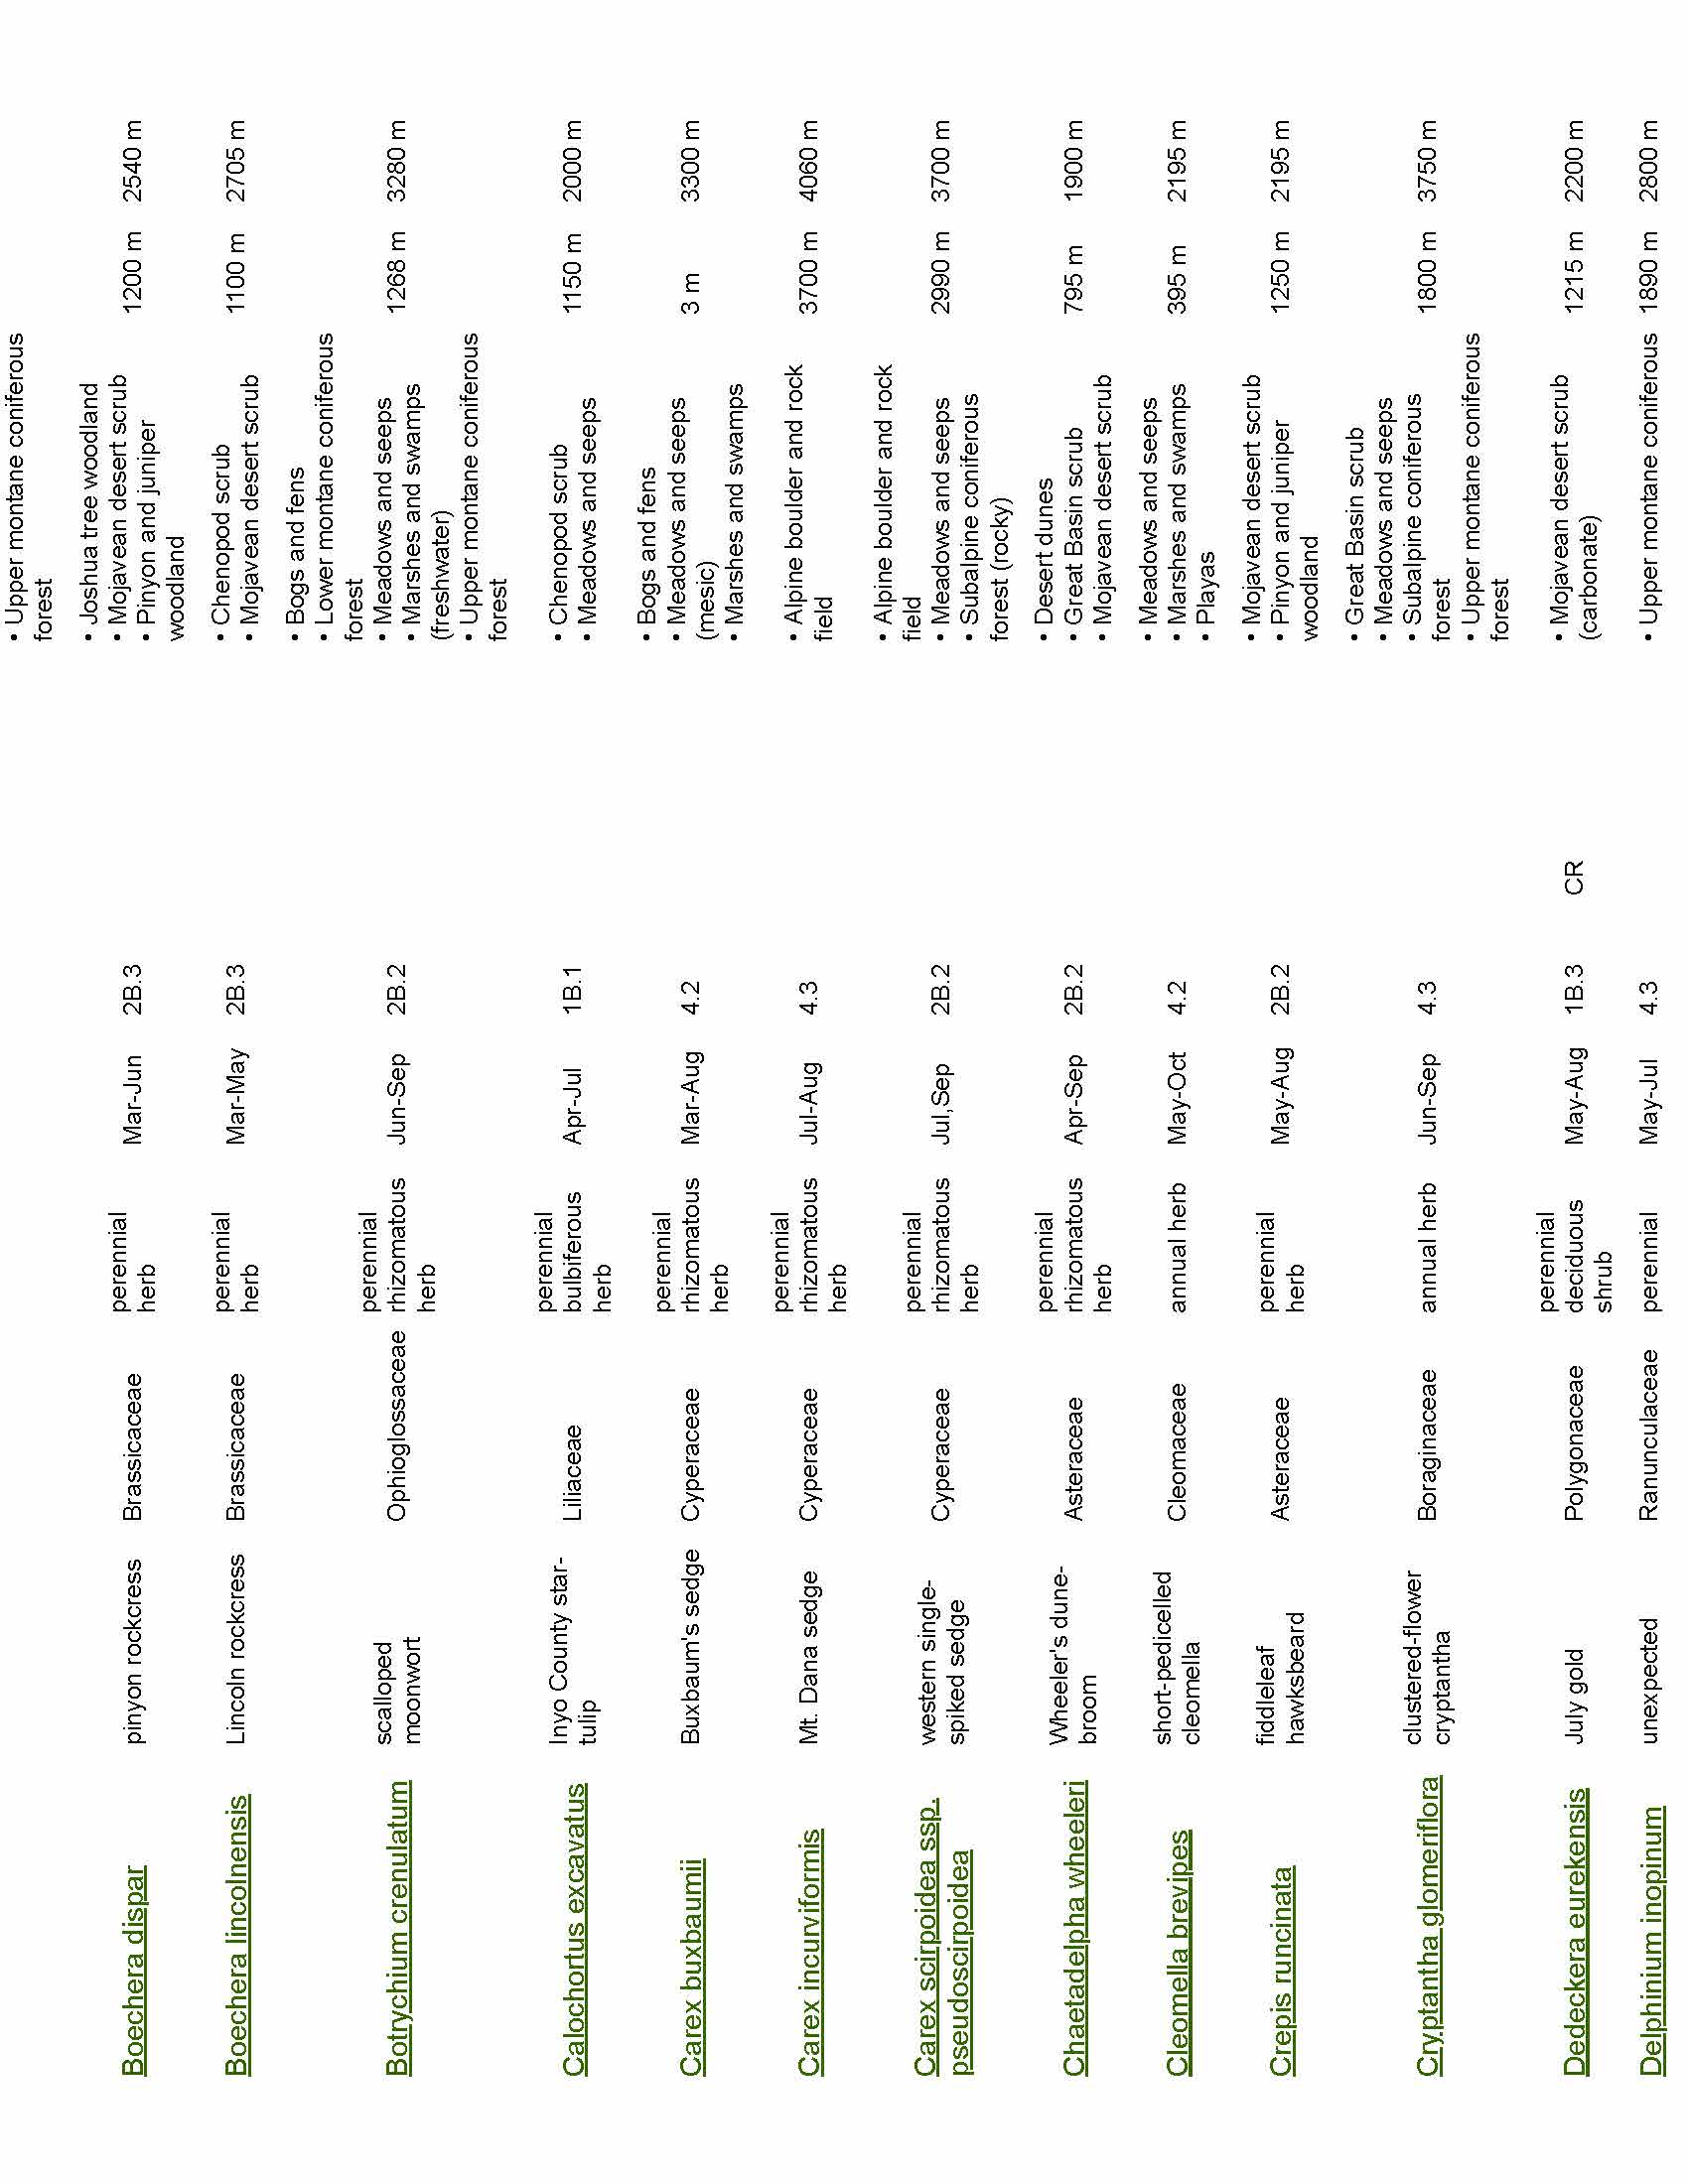 • Upper montane coniferous
forest
Boechera dispar pinyon rockcress Brassicaceae perennial herb Mar-Jun 2B.3 • Joshua tree woodland
• Mojavean desert scrub
• Pinyon and juniper
woodland 1200 m 2540 m
Boechera lincolnensis Lincoln rockcress Brassicaceae perennial herb Mar-May 2B.3 • Chenopod scrub
• Mojavean desert scrub 1100 m 2705 m
Botrychium crenulatum scalloped moonwort Ophioglossaceae perennial rhizomatous herb Jun-Sep 2B.2 • Bogs and fens
• Lower montane coniferous
forest
• Meadows and seeps
• Marshes and swamps
(freshwater)
• Upper montane coniferous
forest 1268 m 3280 m
Calochortus excavatus Inyo County star-tulip Liliaceae perennial bulbiferous herb Apr-Jul 1B.1 • Chenopod scrub
• Meadows and seeps 1150 m 2000 m
Carex buxbaumii Buxbaum's sedge Cyperaceae perennial rhizomatous herb Mar-Aug 4.2 • Bogs and fens
• Meadows and seeps
(mesic)
• Marshes and swamps 3 m 3300 m
Carex incurviformis Mt. Dana sedge Cyperaceae perennial rhizomatous herb Jul-Aug 4.3 • Alpine boulder and rock
field 3700 m 4060 m
Carex scirpoidea ssp. pseudoscirpoidea western single-spiked sedge Cyperaceae perennial rhizomatous herb Jul,Sep 2B.2 • Alpine boulder and rock
field
• Meadows and seeps
• Subalpine coniferous
forest (rocky) 2990 m 3700 m
Chaetadelpha wheeleri Wheeler's dune-broom Asteraceae perennial rhizomatous herb Apr-Sep 2B.2 • Desert dunes
• Great Basin scrub
• Mojavean desert scrub 795 m 1900 m
Cleomella brevipes short-pedicelled cleomella Cleomaceae annual herb May-Oct 4.2 • Meadows and seeps
• Marshes and swamps
• Playas 395 m 2195 m
Crepis runcinata fiddleleaf hawksbeard Asteraceae perennial herb May-Aug 2B.2 • Mojavean desert scrub
• Pinyon and juniper
woodland 1250 m 2195 m
Cryptantha glomeriflora clustered-flower cryptantha Boraginaceae annual herb Jun-Sep 4.3 • Great Basin scrub
• Meadows and seeps
• Subalpine coniferous
forest
• Upper montane coniferous
forest 1800 m 3750 m
Dedeckera eurekensis July gold Polygonaceae perennial deciduous shrub May-Aug 1B.3 CR • Mojavean desert scrub
(carbonate) 1215 m 2200 m
Delphinium inopinum unexpected Ranunculaceae perennial May-Jul 4.3 • Upper montane coniferous 1890 m 2800 m